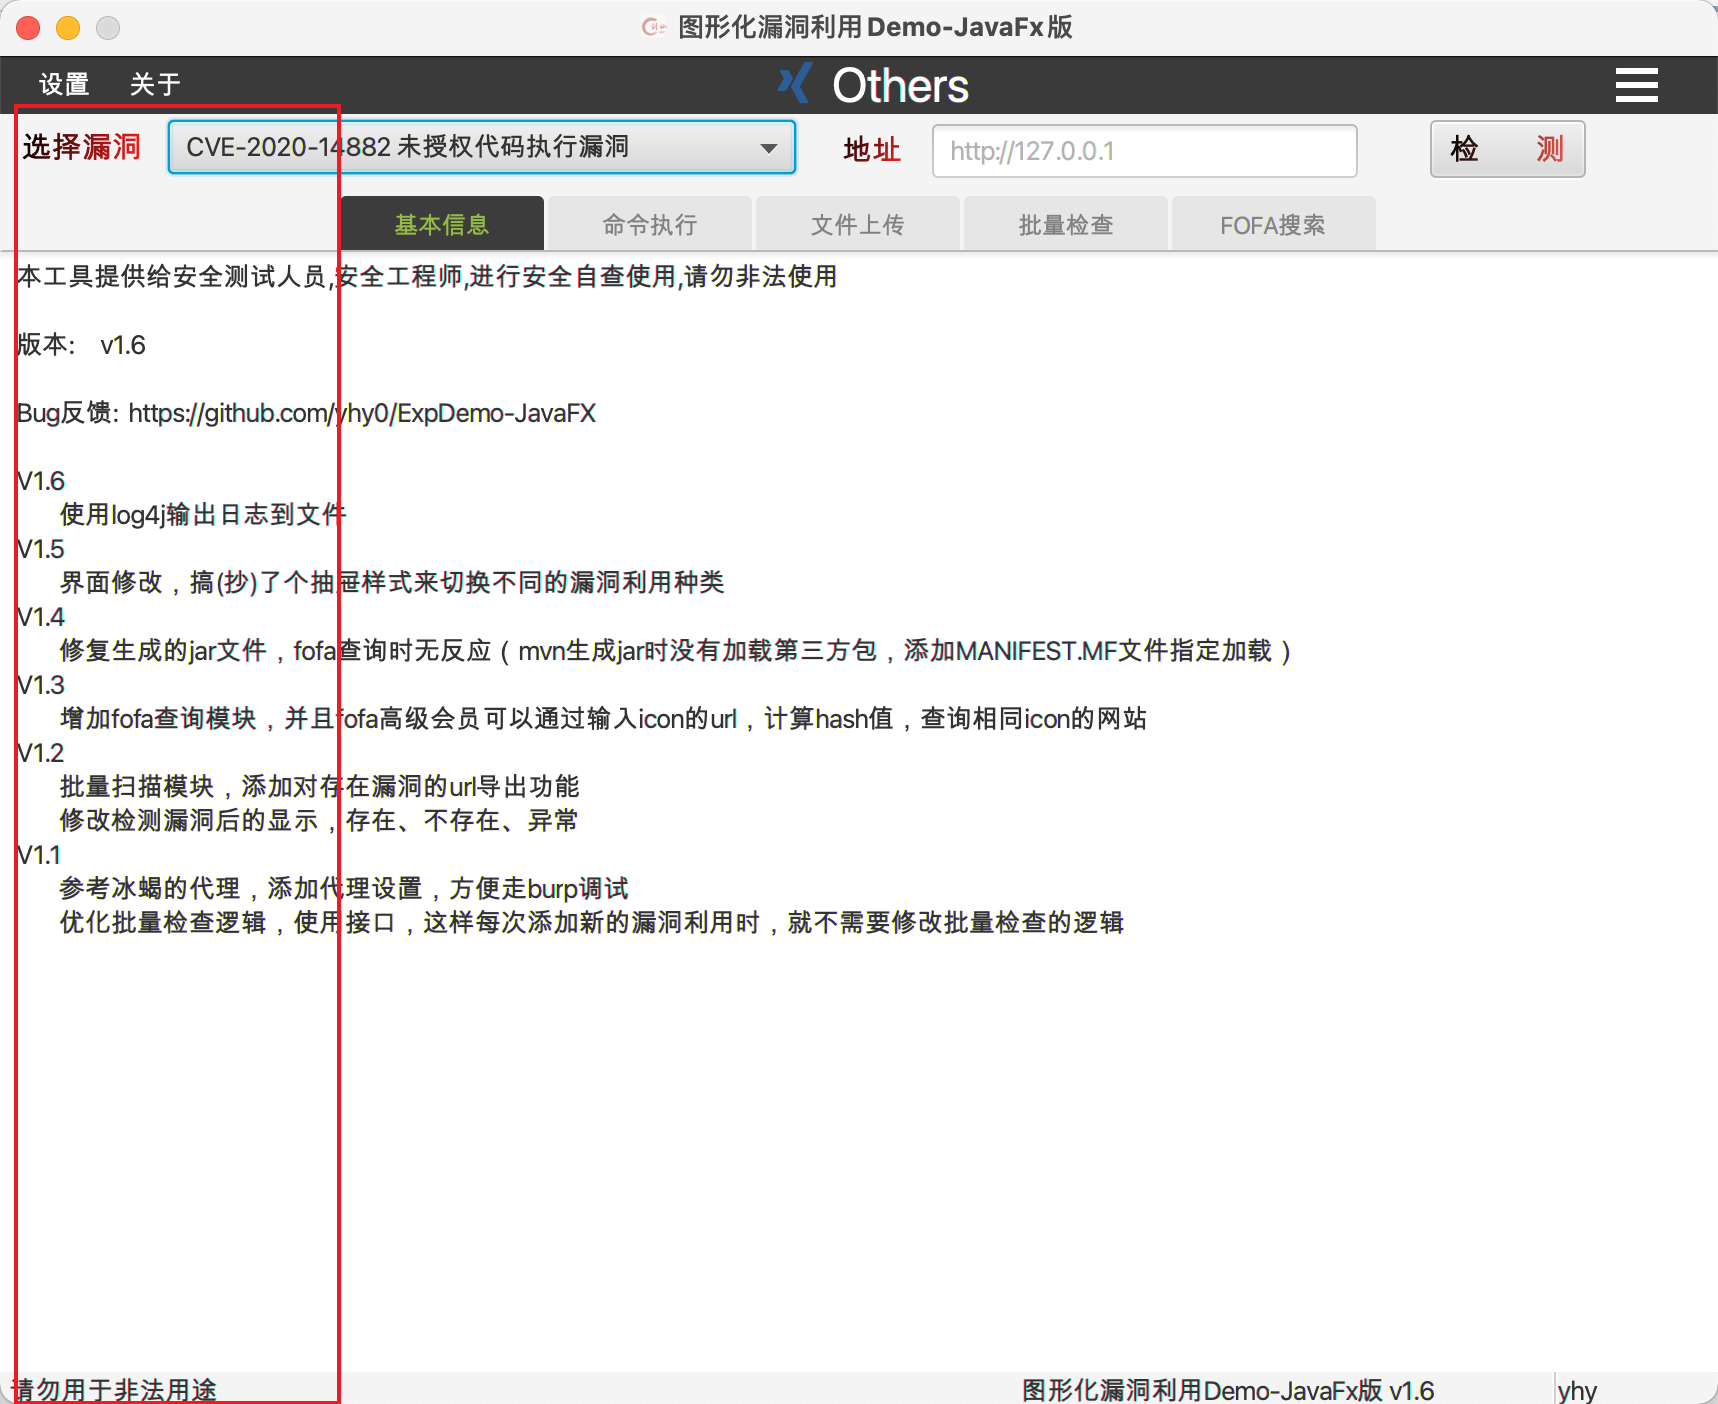 图形化漏洞利用Demo-JavaFx版
设置 关于 Others
选择漏洞 CVE-2020-14882 未授权代码执行漏洞 地址 http://127.0.0.1 检 测
基本信息 命令执行 文件上传 批量检查 FOFA搜索
本工具提供给安全测试人员,安全工程师,进行安全自查使用,请勿非法使用
版本: v1.6
Bug反馈: https://github.com/yhy0/ExpDemo-JavaFX
V1.6
使用log4j输出日志到文件
V1.5
界面修改，搞(抄)了个抽屉样式来切换不同的漏洞利用种类
V1.4
修复生成的jar文件，fofa查询时无反应（mvn生成jar时没有加载第三方包，添加MANIFEST.MF文件指定加载）
V1.3
增加fofa查询模块，并且fofa高级会员可以通过输入icon的url，计算hash值，查询相同icon的网站
V1.2
批量扫描模块，添加对存在漏洞的url导出功能
修改检测漏洞后的显示，存在、不存在、异常
V1.1
参考冰蝎的代理，添加代理设置，方便走burp调试
优化批量检查逻辑，使用接口，这样每次添加新的漏洞利用时，就不需要修改批量检查的逻辑
请勿用于非法用途 图形化漏洞利用Demo-JavaFx版 v1.6 yhy